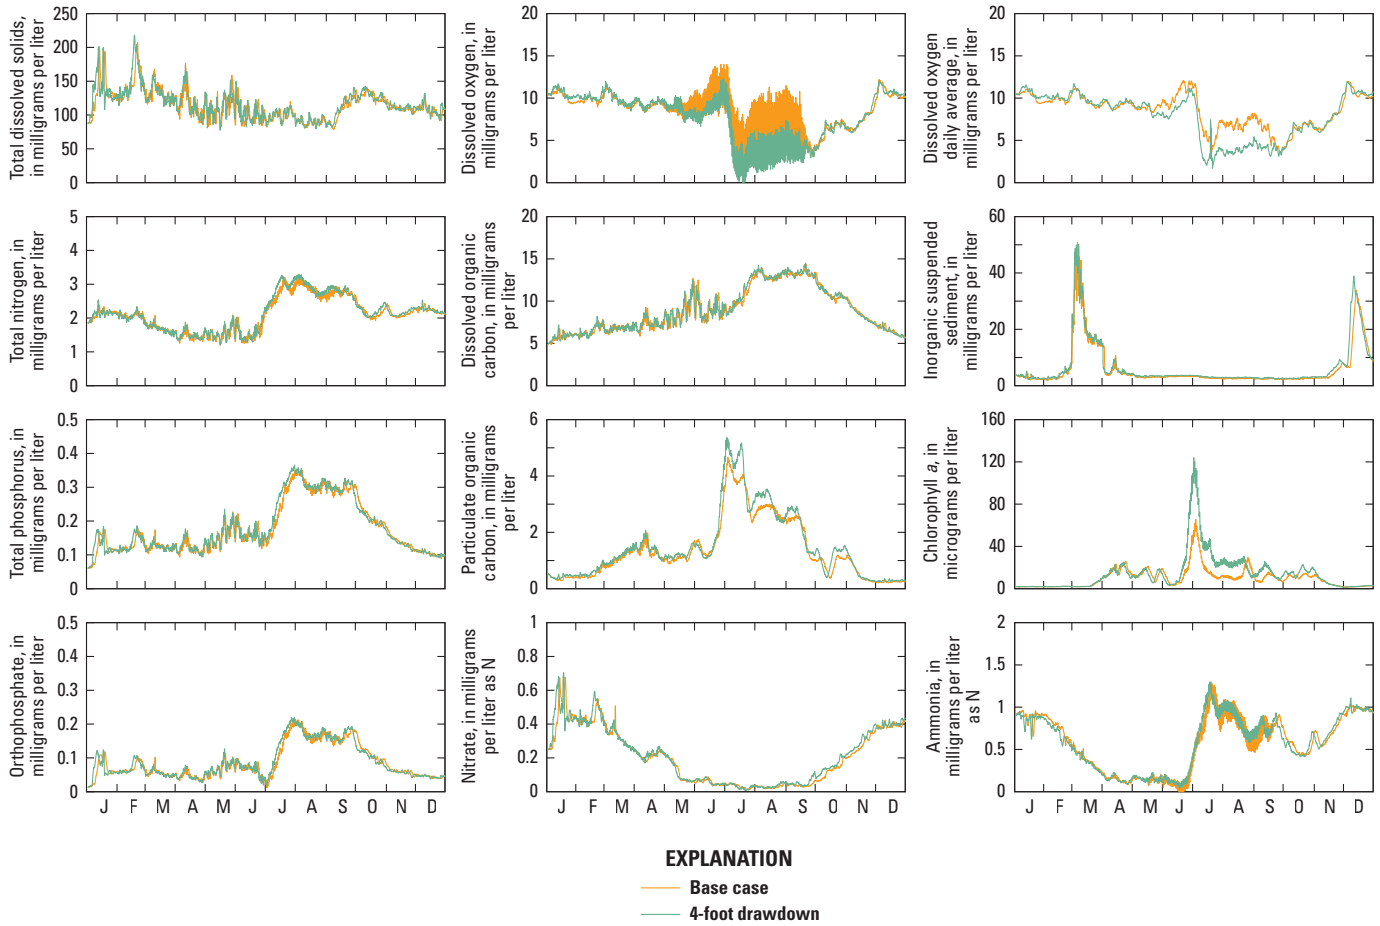 Total dissolved solids,
in milligrams per liter
250
200
150
100
50
0
Dissolved oxygen, in
milligrams per liter
20
15
10
5
0
Dissolved oxygen
daily average, in
milligrams per liter
20
15
10
5
0
Total nitrogen, in
milligrams per liter
5
4
3
2
1
0
Dissolved organic
carbon, in milligrams
per liter
20
15
10
5
0
Inorganic suspended
sediment, in
milligrams per liter
60
40
20
0
Total phosphorus, in
milligrams per liter
0.5
0.4
0.3
0.2
0.1
0
Particulate organic
carbon, in milligrams
per liter
6
4
2
0
Chlorophyll a, in
micrograms per liter
160
120
80
40
0
Orthophosphate, in
milligrams per liter
0.5
0.4
0.3
0.2
0.1
0
J F M A M J J A S O N D
Nitrate, in milligrams
per liter as N
1
0.8
0.6
0.4
0.2
0
J F M A M J J A S O N D
Ammonia, in
milligrams per liter
as N
2
1.5
1
0.5
0
J F M A M J J A S O N D
EXPLANATION
Base case
4-foot drawdown